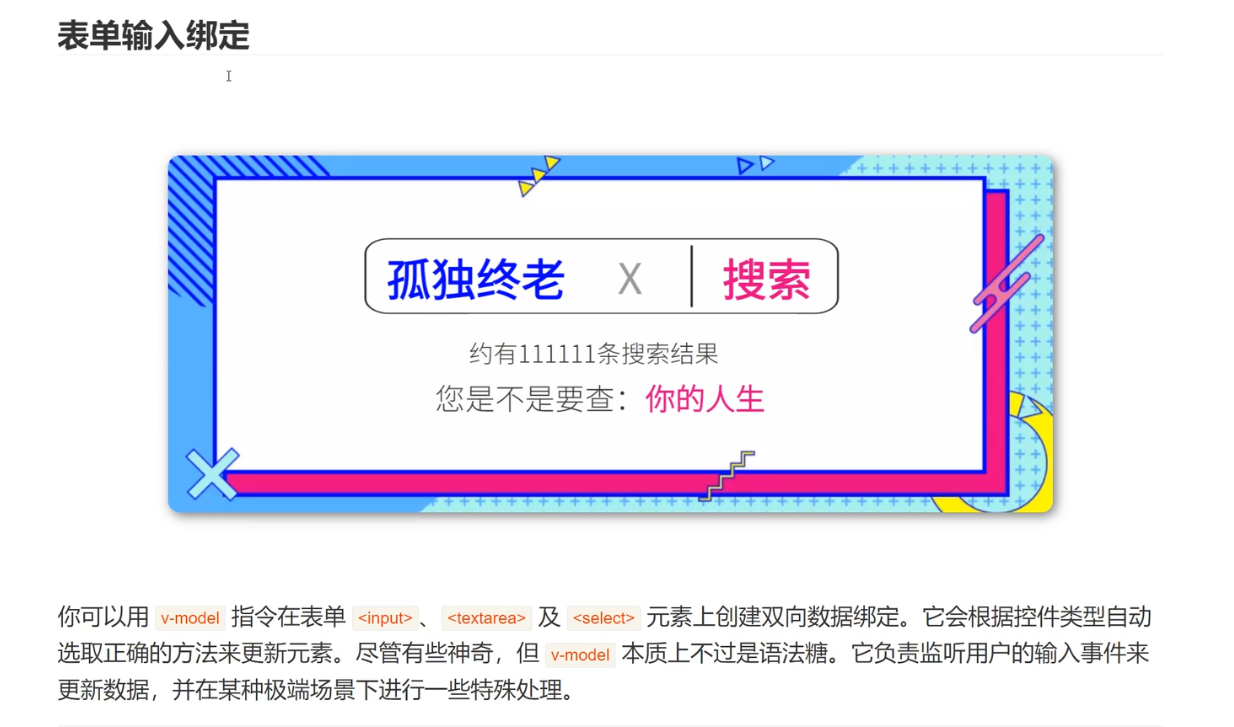 表单输入绑定
孤独终老 X 搜索
约有111111条搜索结果
您是不是要查：你的人生
你可以用 v-model 指令在表单 <input> 、 <textarea> 及 <select> 元素上创建双向数据绑定。它会根据控件类型自动
选取正确的方法来更新元素。尽管有些神奇，但 v-model 本质上不过是语法糖。它负责监听用户的输入事件来
更新数据，并在某种极端场景下进行一些特殊处理。